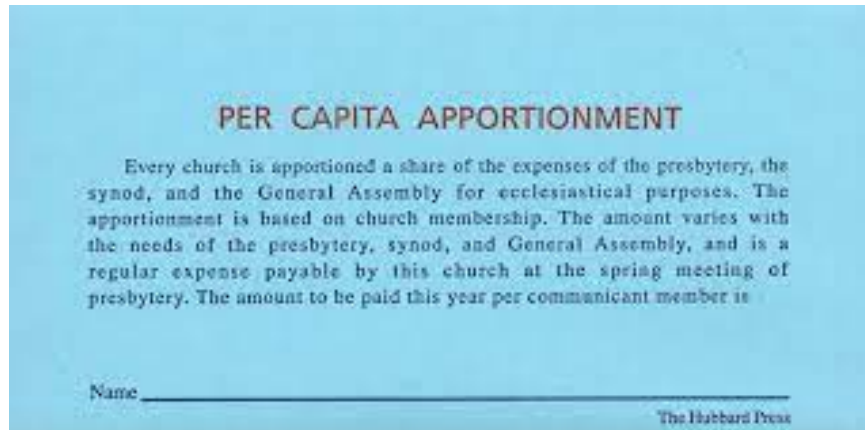 PER CAPITA APPORTIONMENT
Every church is apportioned a share of the expenses of the presbytery, the
synod, and the General Assembly for ecclesiastical purposes. The
apportionment is based on church membership. The amount varies with
the needs of the presbytery, synod, and General Assembly, and is a
regular expense payable by this church at the spring meeting of
presbytery. The amount to be paid this year per communicant member is
Name
The Hubbard Press